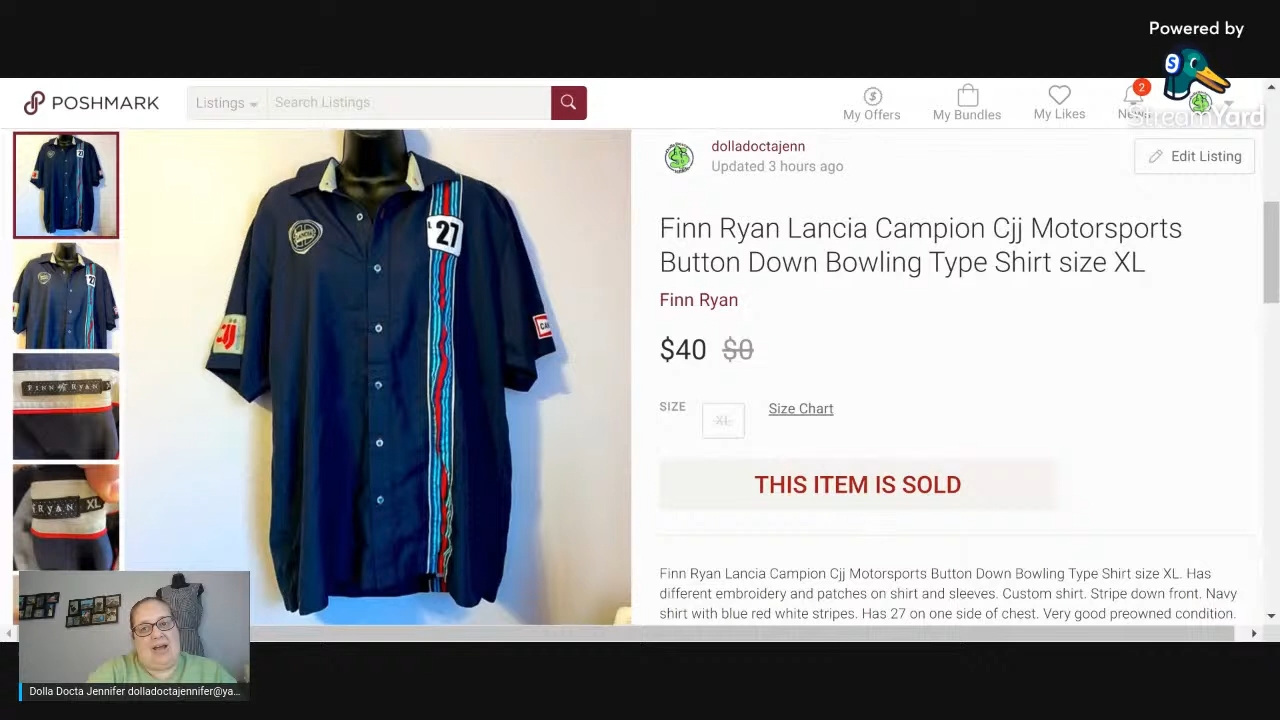 Powered by
StreamYard
POSHMARK
Listings
Search Listings
My Offers
My Bundles
My Likes
2
dolladoctajenn
Updated 3 hours ago
Edit Listing
Finn Ryan Lancia Campion Cjj Motorsports
Button Down Bowling Type Shirt size XL
Finn Ryan
$40 $0
SIZE
XL
Size Chart
THIS ITEM IS SOLD
Finn Ryan Lancia Campion Cjj Motorsports Button Down Bowling Type Shirt size XL. Has
different embroidery and patches on shirt and sleeves. Custom shirt. Stripe down front. Navy
shirt with blue red white stripes. Has 27 on one side of chest. Very good preowned condition.
27
cjj
FINN RYAN
RYAN XL
Dolla Docta Jennifer dolladoctajennifer@ya...